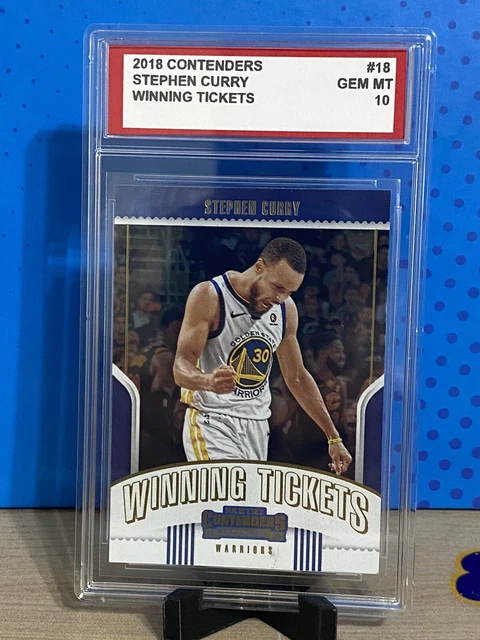 2018 CONTENDERS #18
STEPHEN CURRY GEM MT
WINNING TICKETS 10
STEPHEN CURRY
GOLDEN STATE
30
WARRIORS
WINNING TICKETS
PANINI
CONTENDERS
WARRIORS